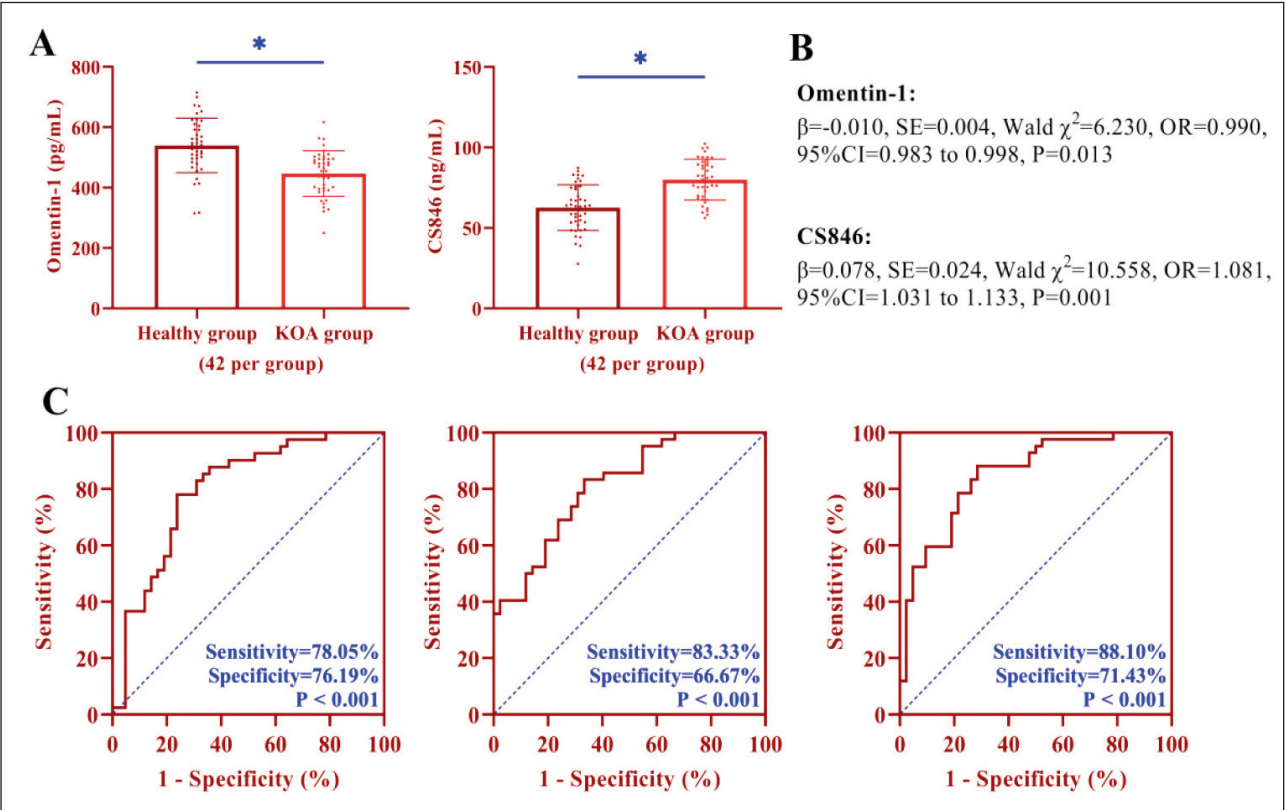 A
*
800
600
400
200
0
Omentin-1 (pg/mL)
Healthy group
KOA group
(42 per group)
*
150
100
50
0
CS846 (ng/mL)
Healthy group
KOA group
(42 per group)
B
Omentin-1:
β=-0.010, SE=0.004, Wald χ²=6.230, OR=0.990,
95%CI=0.983 to 0.998, P=0.013
CS846:
β=0.078, SE=0.024, Wald χ²=10.558, OR=1.081,
95%CI=1.031 to 1.133, P=0.001
C
100
80
60
40
20
0
Sensitivity (%)
Sensitivity=78.05%
Specificity=76.19%
P < 0.001
0 20 40 60 80 100
1 - Specificity (%)
100
80
60
40
20
0
Sensitivity (%)
Sensitivity=83.33%
Specificity=66.67%
P < 0.001
0 20 40 60 80 100
1 - Specificity (%)
100
80
60
40
20
0
Sensitivity (%)
Sensitivity=88.10%
Specificity=71.43%
P < 0.001
0 20 40 60 80 100
1 - Specificity (%)